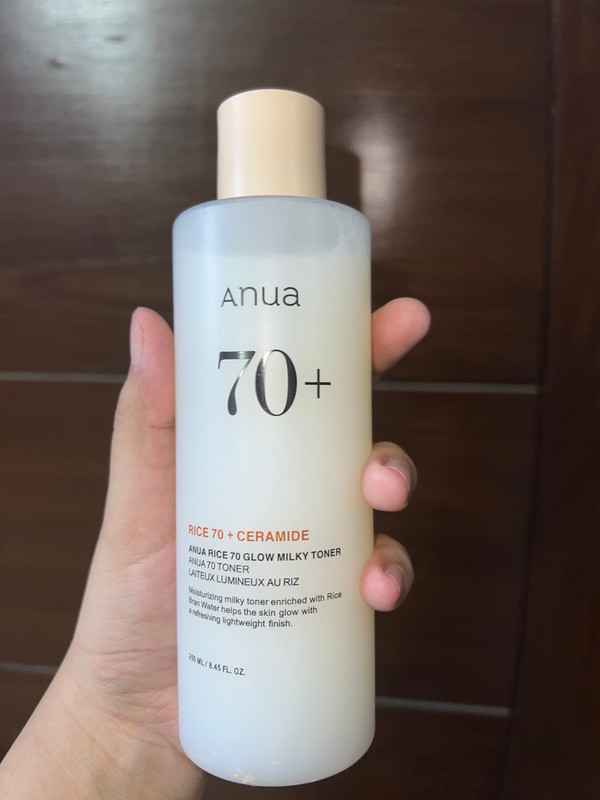 Anua
70+
RICE 70 + CERAMIDE
ANUA RICE 70 GLOW MILKY TONER
ANUA 70 TONER
LAITEUX LUMINEUX AU RIZ
Moisturizing milky toner enriched with Rice
Bran Water helps the skin glow with
a refreshing lightweight finish.
250 ML / 8.45 FL. OZ.